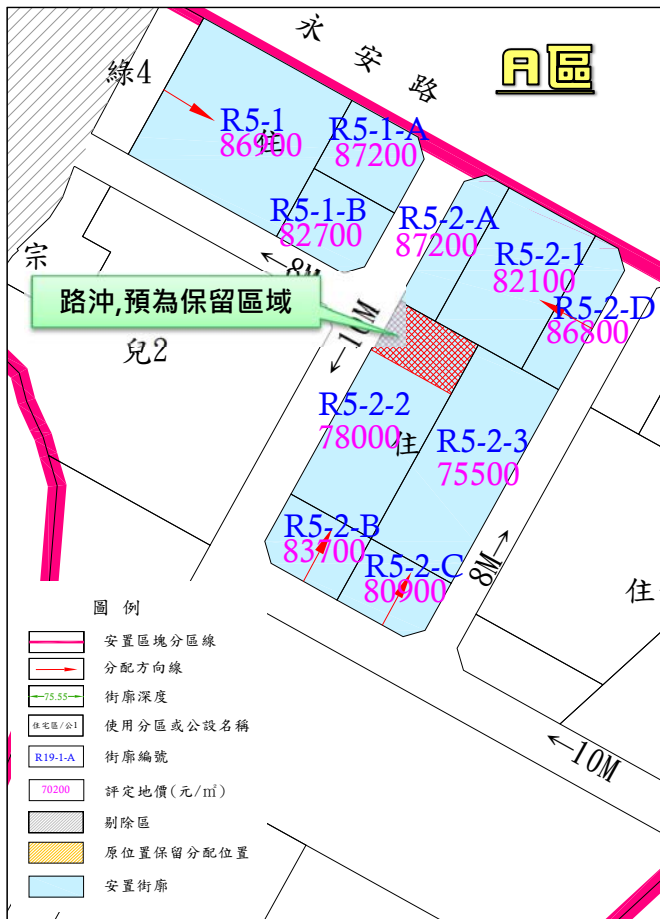 永安路
A區
綠4
R5-1
住
86900
R5-1-A
87200
R5-1-B
82700
R5-2-A
87200
R5-2-1
82100
R5-2-D
86800
宗
←8M
路沖,預為保留區域
←10M
兒2
R5-2-2
78000
住
R5-2-3
75500
R5-2-B
83700
R5-2-C
80900
8M→
住
←10M
圖 例
安置區塊分區線
分配方向線
75.55 街廓深度
住宅區/公1 使用分區或公設名稱
R19-1-A 街廓編號
70200 評定地價(元/㎡)
剔除區
原位置保留分配位置
安置街廓